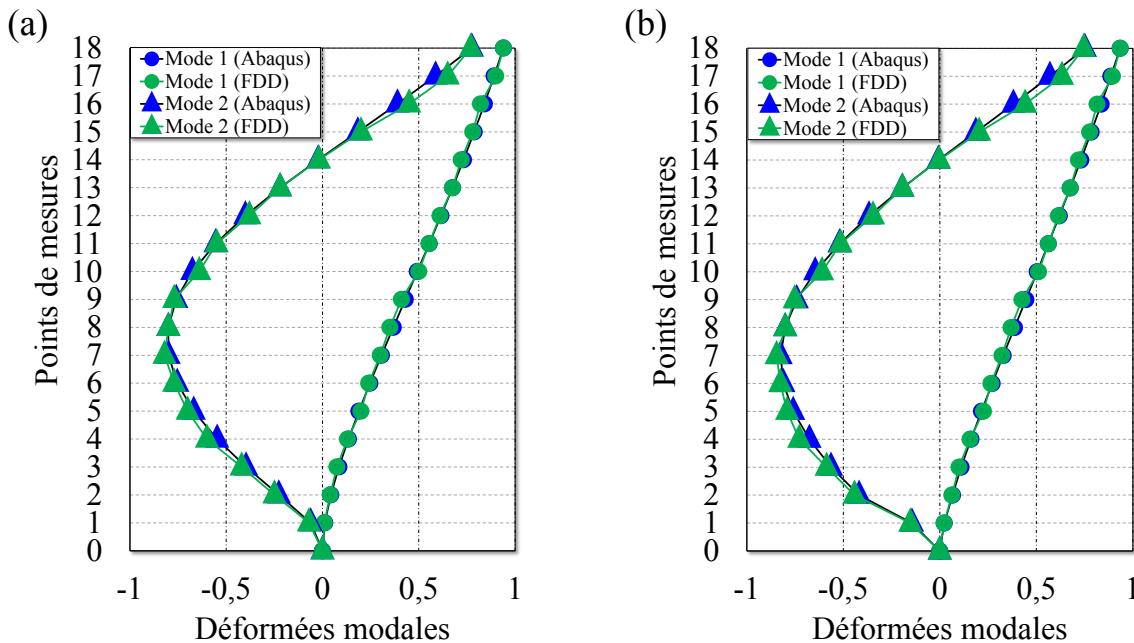 (a)
Points de mesures
18
17
16
15
14
13
12
11
10
9
8
7
6
5
4
3
2
1
0
Mode 1 (Abaqus)
Mode 1 (FDD)
Mode 2 (Abaqus)
Mode 2 (FDD)
-1 -0,5 0 0,5 1
Déformées modales
(b)
Points de mesures
18
17
16
15
14
13
12
11
10
9
8
7
6
5
4
3
2
1
0
Mode 1 (Abaqus)
Mode 1 (FDD)
Mode 2 (Abaqus)
Mode 2 (FDD)
-1 -0,5 0 0,5 1
Déformées modales